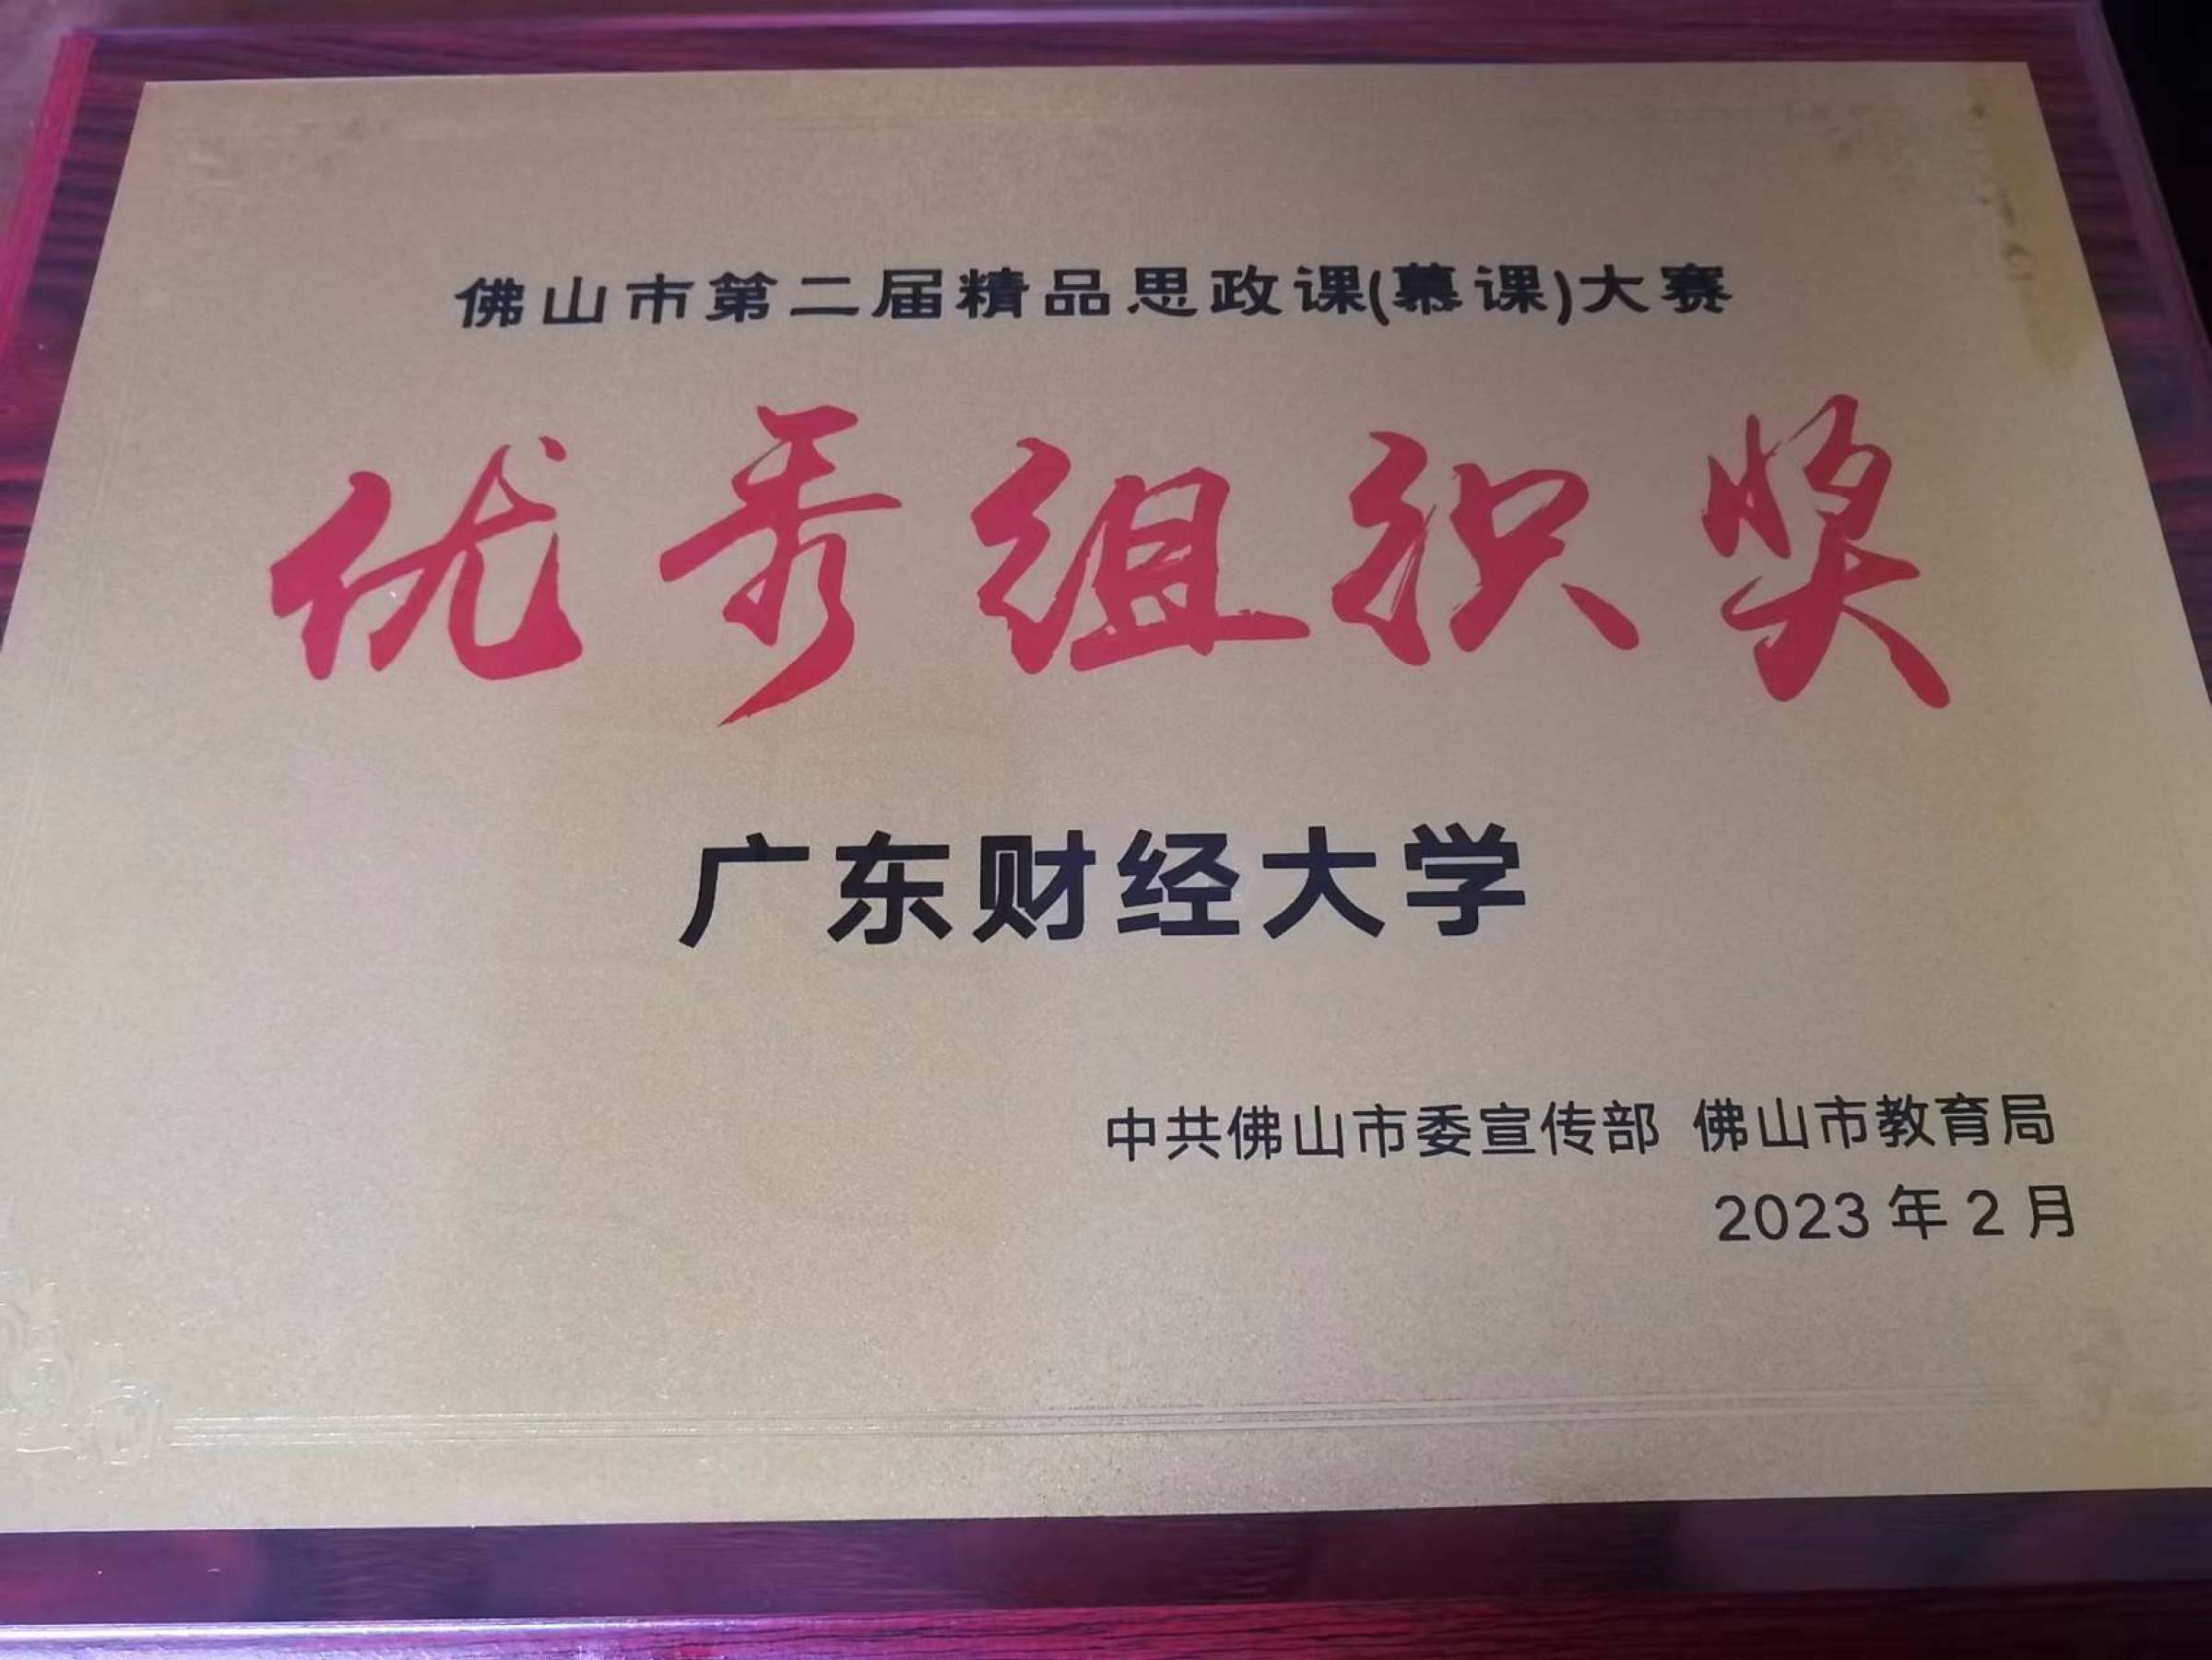 佛山市第二届精品思政课(慕课)大赛
优秀组织奖
广东财经大学
中共佛山市委宣传部 佛山市教育局
2023年2月